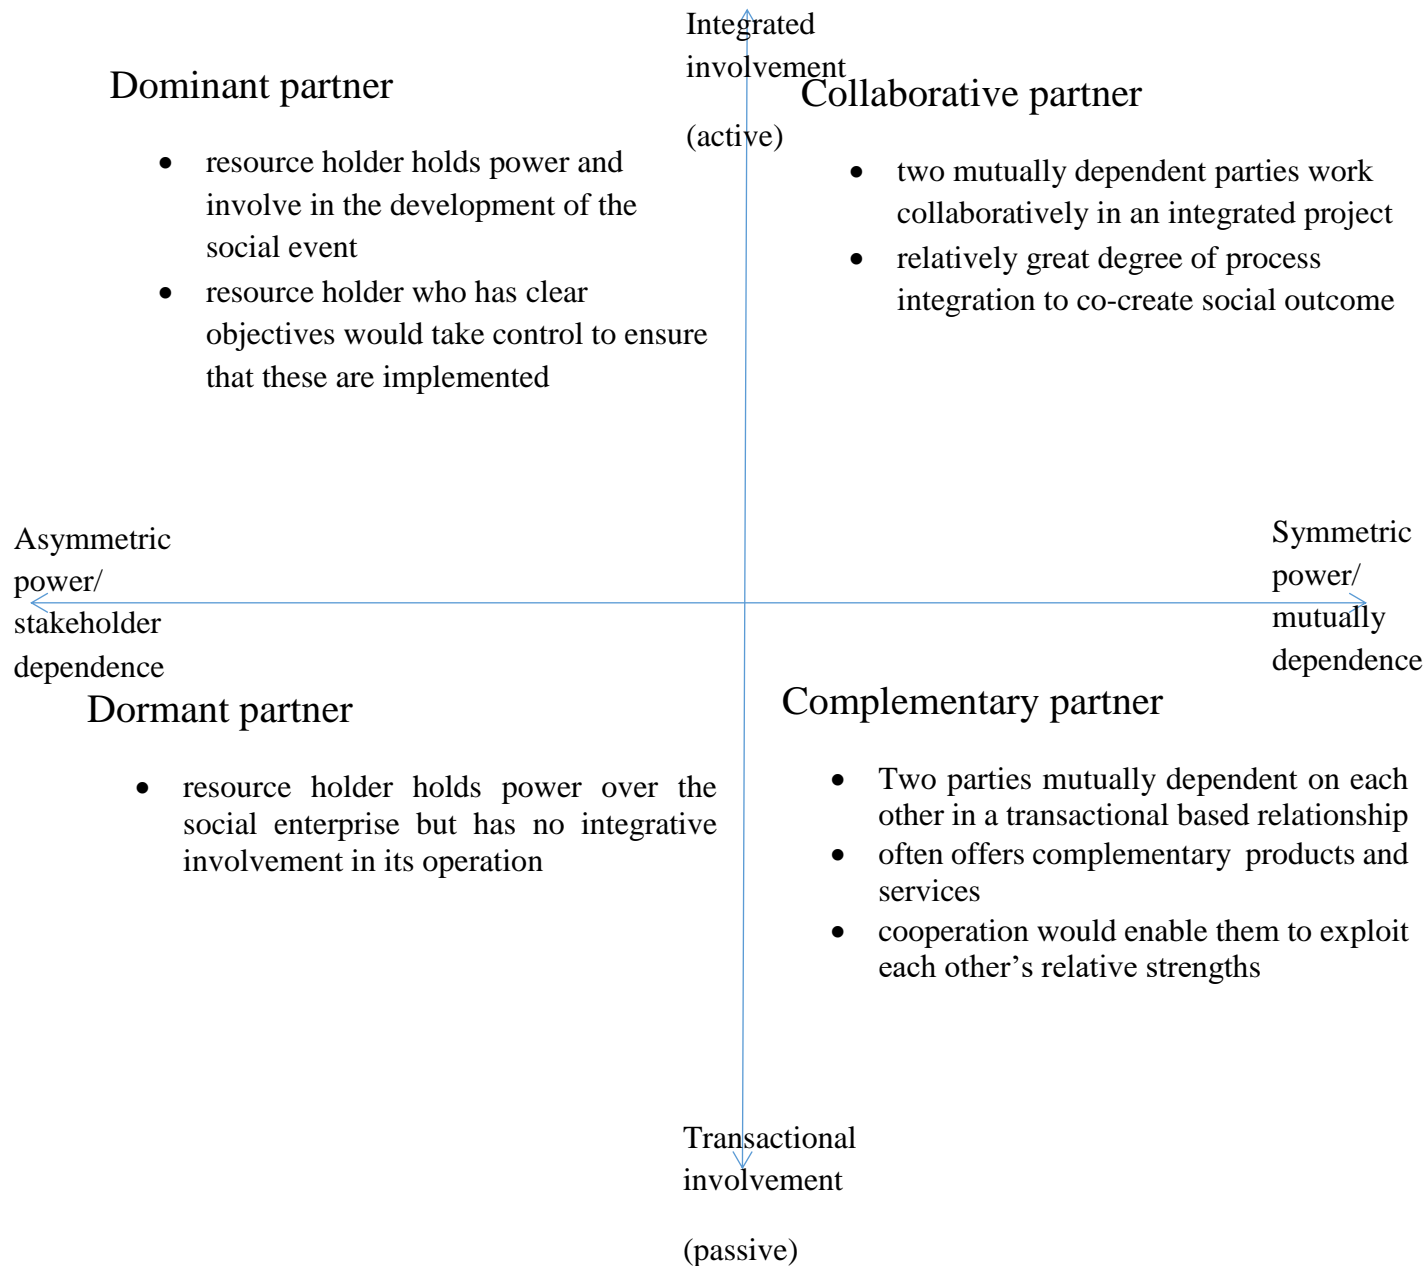 Integrated
involvement
(active)
Dominant partner
• resource holder holds power and
involve in the development of the
social event
• resource holder who has clear
objectives would take control to ensure
that these are implemented
Collaborative partner
• two mutually dependent parties work
collaboratively in an integrated project
• relatively great degree of process
integration to co-create social outcome
Asymmetric
power/
stakeholder
dependence
Symmetric
power/
mutually
dependence
Dormant partner
• resource holder holds power over the
social enterprise but has no integrative
involvement in its operation
Complementary partner
• Two parties mutually dependent on each
other in a transactional based relationship
• often offers complementary products and
services
• cooperation would enable them to exploit
each other’s relative strengths
Transactional
involvement
(passive)